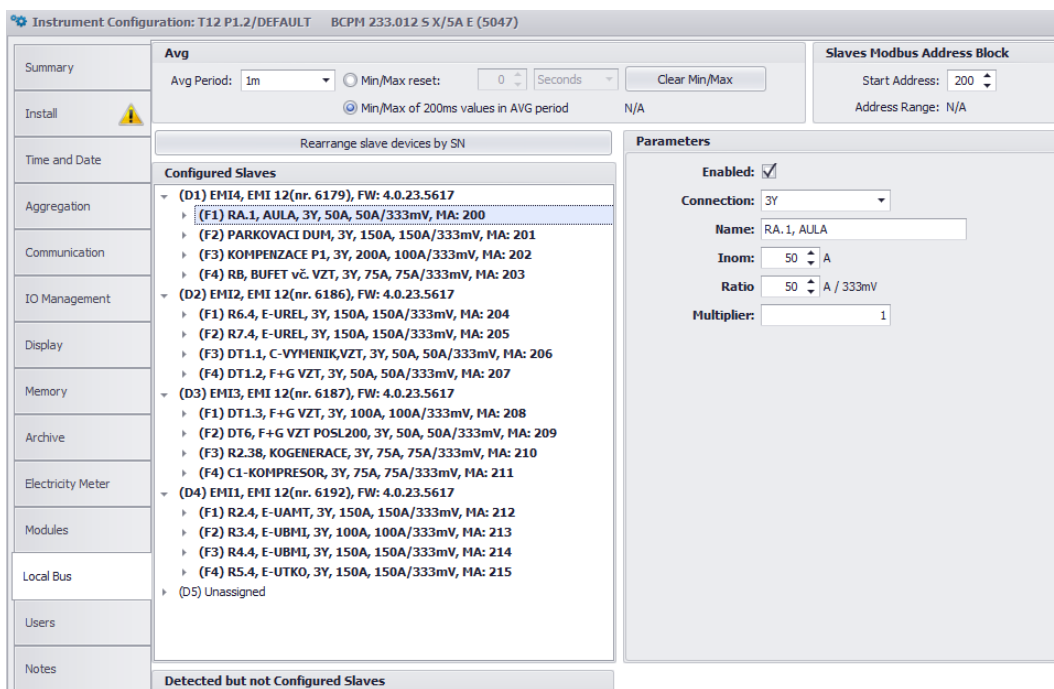 Instrument Configuration: T12 P1.2/DEFAULT BCPM 233.012 S X/5A E (5047)
Summary
Install
Time and Date
Aggregation
Communication
IO Management
Display
Memory
Archive
Electricity Meter
Modules
Local Bus
Users
Notes
Avg
Avg Period: 1m Min/Max reset: 0 Seconds Clear Min/Max
Min/Max of 200ms values in AVG period N/A
Slaves Modbus Address Block
Start Address: 200
Address Range: N/A
Rearrange slave devices by SN
Configured Slaves
(D1) EMI4, EMI 12(nr. 6179), FW: 4.0.23.5617
(F1) RA.1, AULA, 3Y, 50A, 50A/333mV, MA: 200
(F2) PARKOVACI DUM, 3Y, 150A, 150A/333mV, MA: 201
(F3) KOMPENZACE P1, 3Y, 200A, 100A/333mV, MA: 202
(F4) RB, BUFET vč. VZT, 3Y, 75A, 75A/333mV, MA: 203
(D2) EMI2, EMI 12(nr. 6186), FW: 4.0.23.5617
(F1) R6.4, E-UREL, 3Y, 150A, 150A/333mV, MA: 204
(F2) R7.4, E-UREL, 3Y, 150A, 150A/333mV, MA: 205
(F3) DT1.1, C-VYMENIK,VZT, 3Y, 50A, 50A/333mV, MA: 206
(F4) DT1.2, F+G VZT, 3Y, 50A, 50A/333mV, MA: 207
(D3) EMI3, EMI 12(nr. 6187), FW: 4.0.23.5617
(F1) DT1.3, F+G VZT, 3Y, 100A, 100A/333mV, MA: 208
(F2) DT6, F+G VZT POSL200, 3Y, 50A, 50A/333mV, MA: 209
(F3) R2.38, KOGENERACE, 3Y, 75A, 75A/333mV, MA: 210
(F4) C1-KOMPRESOR, 3Y, 75A, 75A/333mV, MA: 211
(D4) EMI1, EMI 12(nr. 6192), FW: 4.0.23.5617
(F1) R2.4, E-UAMT, 3Y, 150A, 150A/333mV, MA: 212
(F2) R3.4, E-UBMI, 3Y, 100A, 100A/333mV, MA: 213
(F3) R4.4, E-UBMI, 3Y, 150A, 150A/333mV, MA: 214
(F4) R5.4, E-UTKO, 3Y, 150A, 150A/333mV, MA: 215
(D5) Unassigned
Detected but not Configured Slaves
Parameters
Enabled:
Connection: 3Y
Name: RA.1, AULA
Inom: 50 A
Ratio 50 A / 333mV
Multiplier: 1